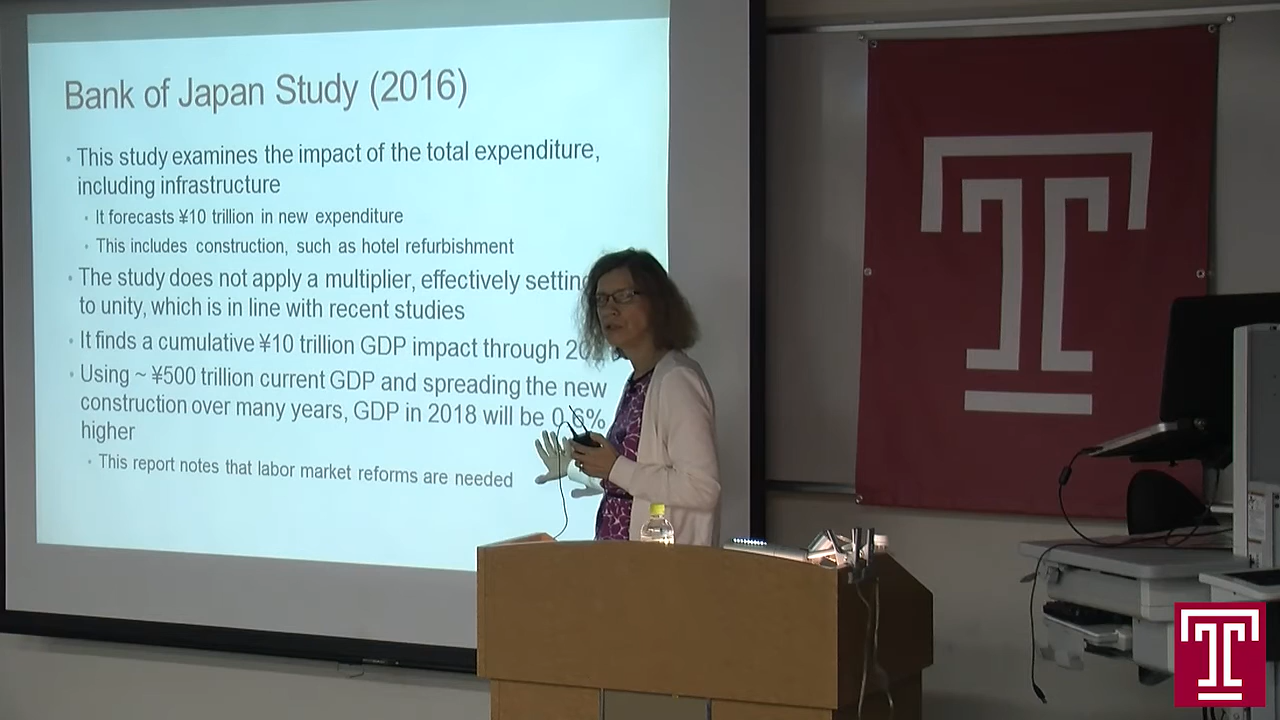 Bank of Japan Study (2016)
• This study examines the impact of the total expenditure,
including infrastructure
• It forecasts ¥10 trillion in new expenditure
• This includes construction, such as hotel refurbishment
• The study does not apply a multiplier, effectively setting
to unity, which is in line with recent studies
• It finds a cumulative ¥10 trillion GDP impact through
• Using ~ ¥500 trillion current GDP and spreading the new
construction over many years, GDP in 2018 will be 0.6%
higher
• This report notes that labor market reforms are needed
T
T